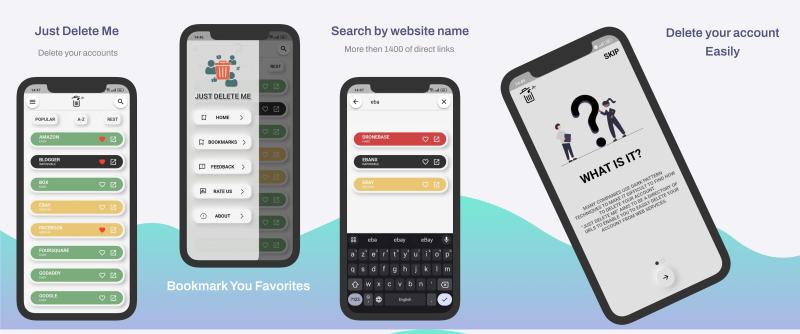 Just Delete Me
Delete your accounts
POPULAR
A-Z
REST
AMAZON
EASY
BLOGGER
IMPOSSIBLE
BOX
EASY
EBAY
MEDIUM
FACEBOOK
MEDIUM
FOURSQUARE
EASY
GODADDY
EASY
GOOGLE
EASY
REST
JUST DELETE ME
HOME
BOOKMARKS
FEEDBACK
RATE US
ABOUT
Bookmark You Favorites
Search by website name
More then 1400 of direct links
eba
DRONEBASE
HARD
EBANX
IMPOSSIBLE
EBAY
MEDIUM
eba ebay eBay
a z e r t y u i o p
q s d f g h j k l m
w x c v b n
?123
English
Delete your account
Easily
SKIP
WHAT IS IT?
MANY COMPANIES USE DARK PATTERN
TECHNIQUES TO MAKE IT DIFFICULT TO FIND HOW
TO DELETE YOUR ACCOUNT.
"JUST DELETE ME" AIMS TO BE A DIRECTORY OF
URLS TO ENABLE YOU TO EASILY DELETE YOUR
ACCOUNT FROM WEB SERVICES.